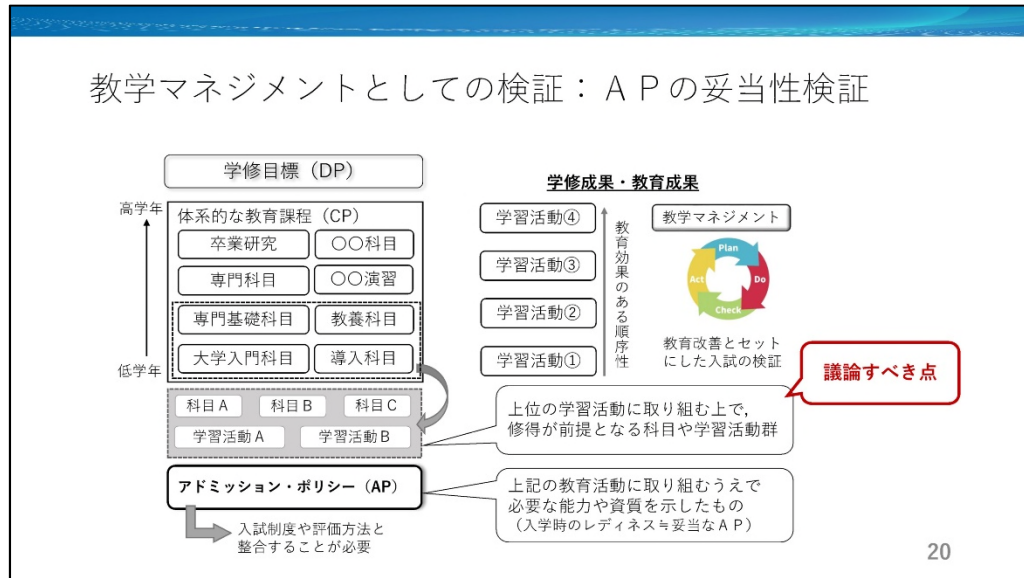 教学マネジメントとしての検証：ＡＰの妥当性検証
学修目標（DP）
高学年
低学年
体系的な教育課程（CP）
卒業研究
〇〇科目
専門科目
〇〇演習
専門基礎科目
教養科目
大学入門科目
導入科目
科目A
科目B
科目C
学習活動A
学習活動B
アドミッション・ポリシー（AP）
入試制度や評価方法と
整合することが必要
学修成果・教育成果
学習活動④
学習活動③
学習活動②
学習活動①
教育効果のある順序性
教学マネジメント
Plan
Do
Check
Act
教育改善とセット
にした入試の検証
議論すべき点
上位の学習活動に取り組む上で，
修得が前提となる科目や学習活動群
上記の教育活動に取り組むうえで
必要な能力や資質を示したもの
（入学時のレディネス≒妥当なＡＰ）
20